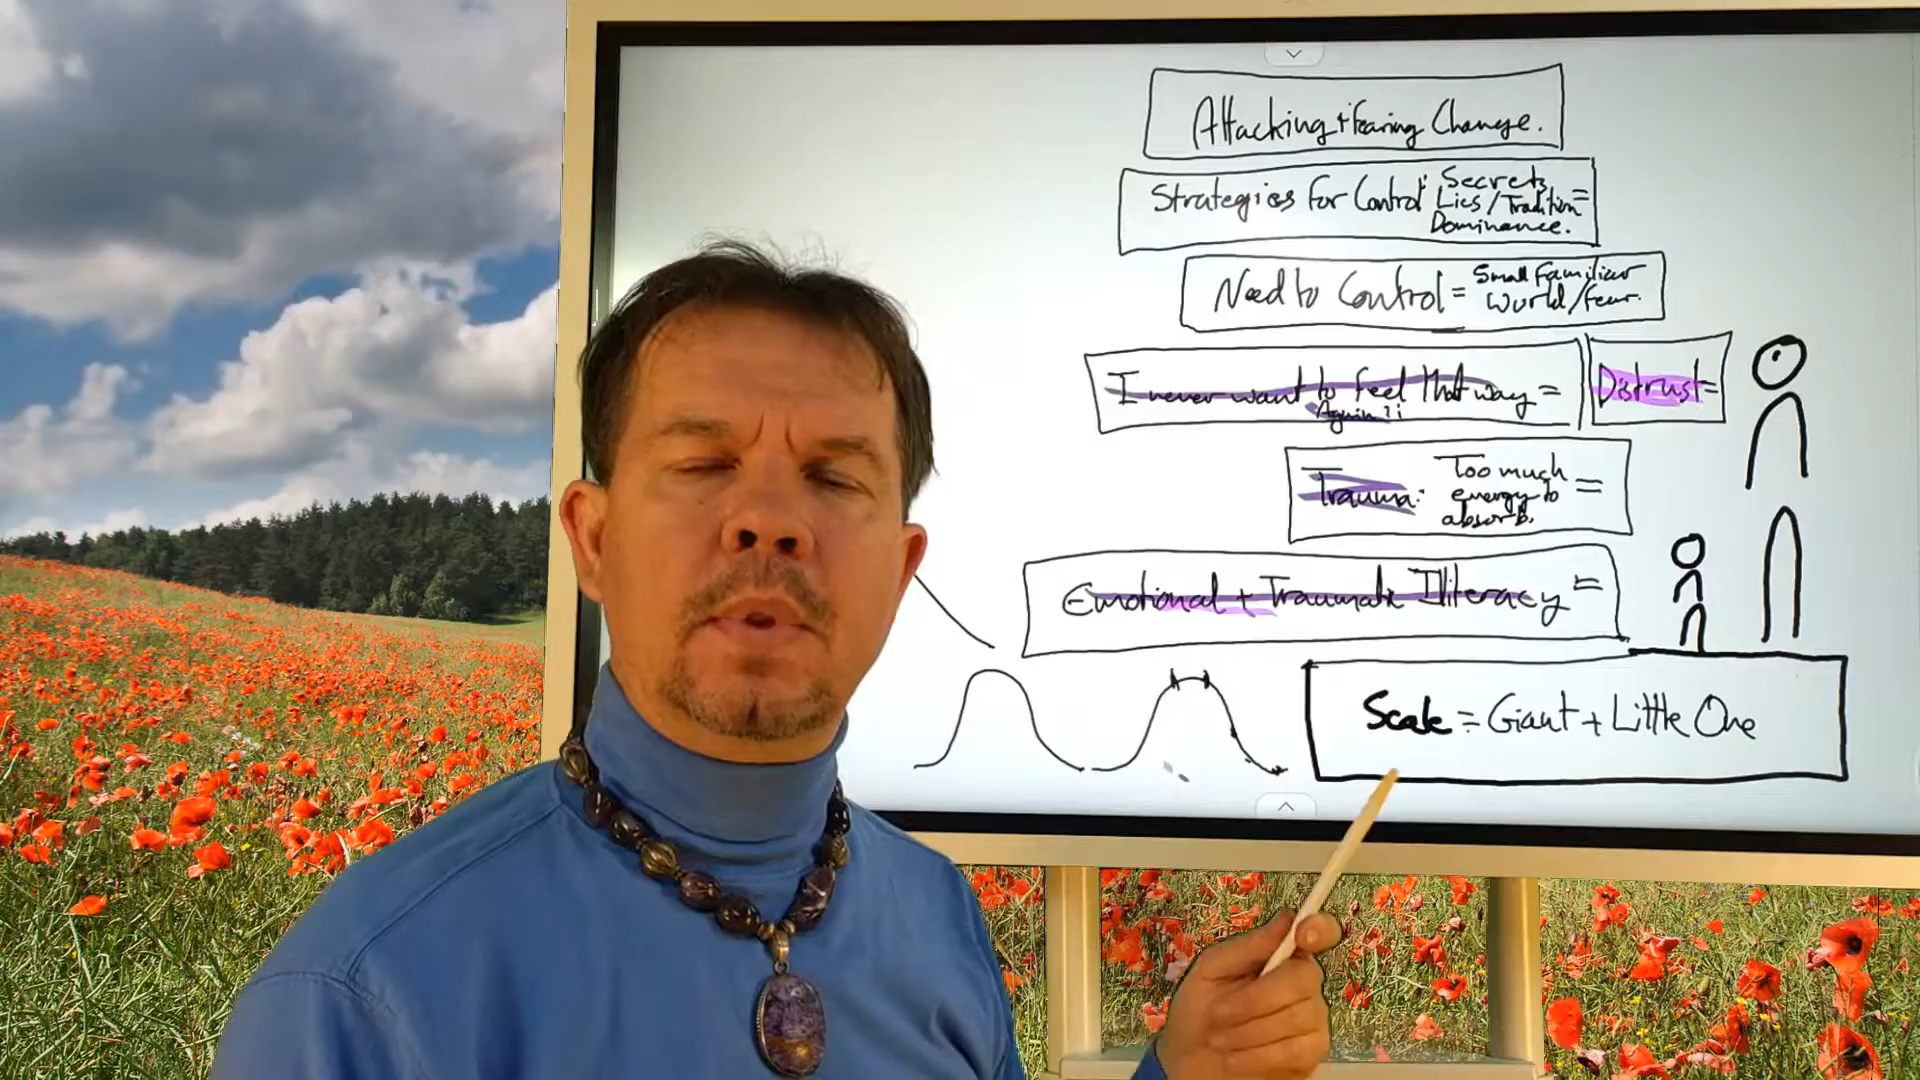 Attacking + Fearing Change.
Strategies for Control: Secrets
Lies / Tradition =
Dominance.
Need to Control = Small Familiar
World / Fear.
I never want to feel that way =
Again?!
Distrust =
Trauma: Too much
energy to =
absorb.
Emotional + Traumatic Illiteracy =
Scale = Giant + Little One